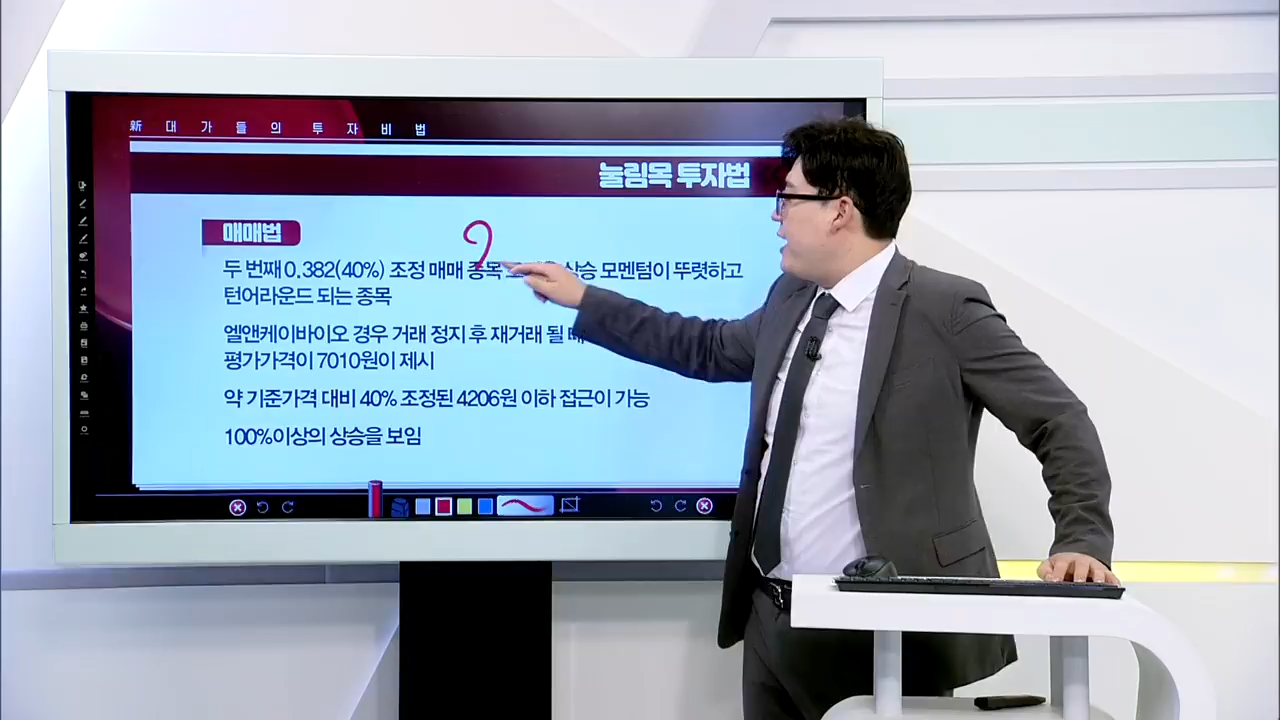 新 대 가 들 의 투 자 비 법
눌림목 투자법
매매법
두 번째 0.382(40%) 조정 매매 종목 상승 모멘텀이 뚜렷하고
턴어라운드 되는 종목
엘앤케이바이오 경우 거래 정지 후 재거래 될
평가가격이 7010원이 제시
약 기준가격 대비 40% 조정된 4206원 이하 접근이 가능
100%이상의 상승을 보임